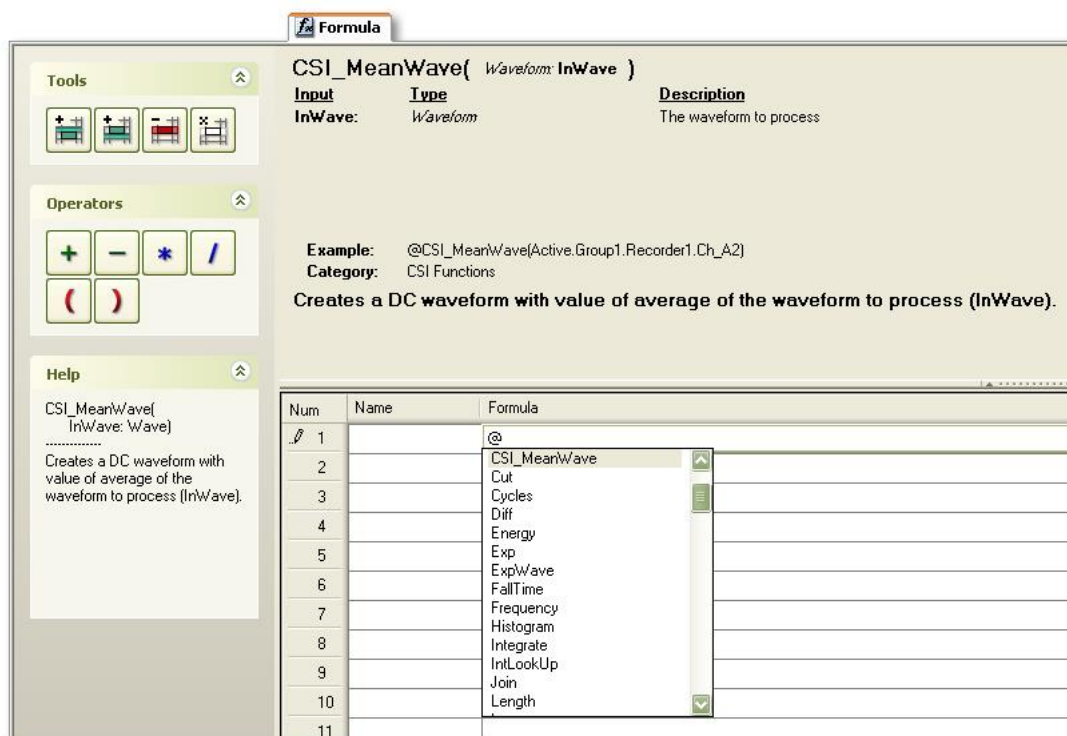 Formula
Tools
Operators
+ − * /
( )
Help
CSI_MeanWave(
InWave: Wave)
-------------
Creates a DC waveform with
value of average of the
waveform to process (InWave).
CSI_MeanWave( Waveform: InWave )
Input Type Description
InWave: Waveform The waveform to process
Example: @CSI_MeanWave(Active.Group1.Recorder1.Ch_A2)
Category: CSI Functions
Creates a DC waveform with value of average of the waveform to process (InWave).
Num Name Formula
1 @
2
3
4
5
6
7
8
9
10
11
CSI_MeanWave
Cut
Cycles
Diff
Energy
Exp
ExpWave
FallTime
Frequency
Histogram
Integrate
IntLookUp
Join
Length